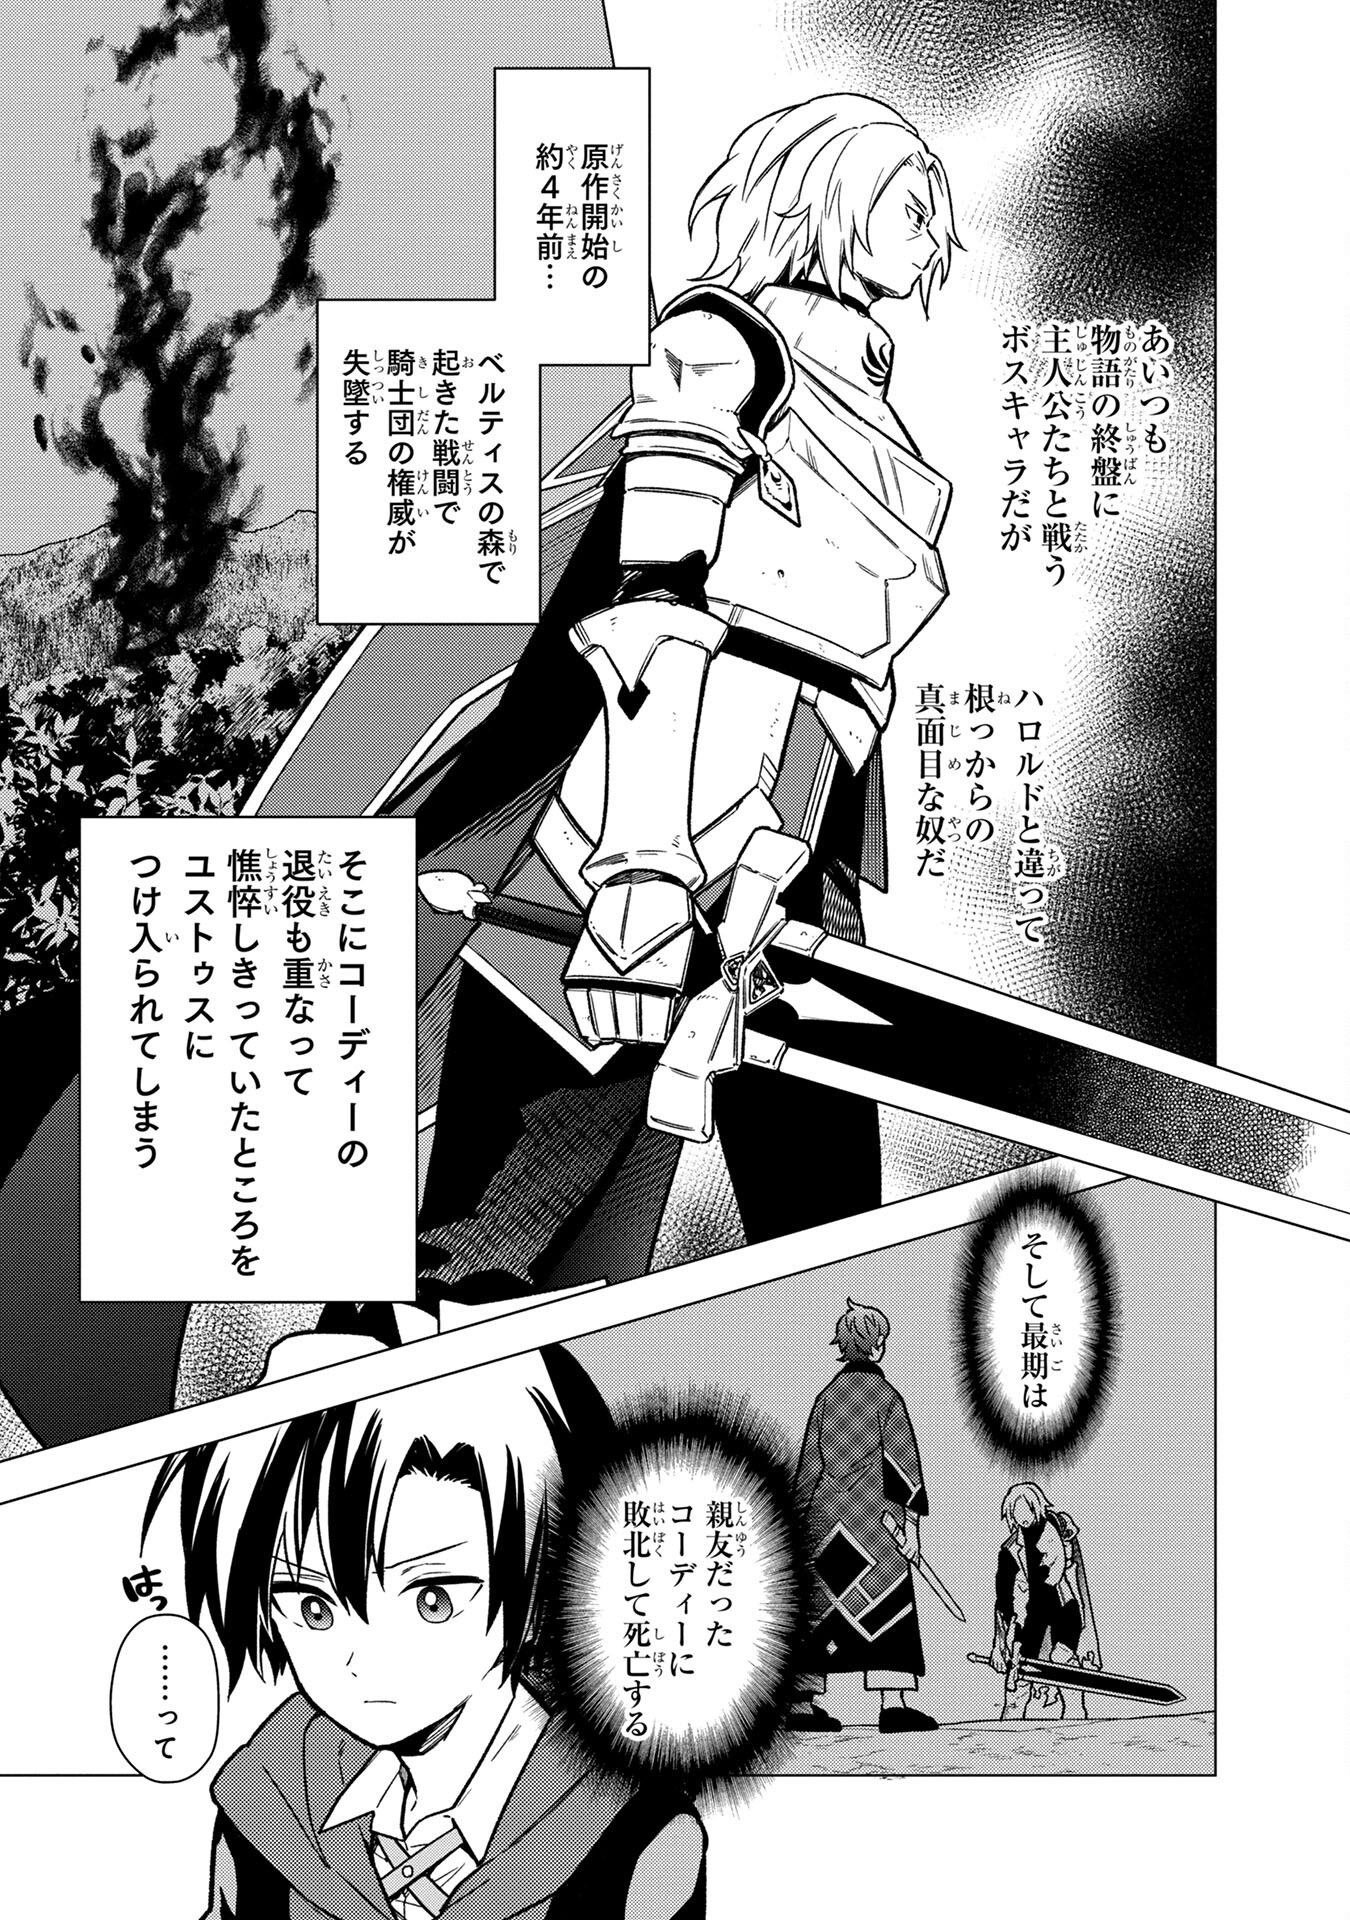 あいつも
物語の終盤に
主人公たちと戦う
ボスキャラだが
ハロルドと違って
根っからの
真面目な奴だ
原作開始の
約4年前…
ベルティスの森で
起きた戦闘で
騎士団の権威が
失墜する
そこにコーディーの
退役も重なって
憔悴しきっていたところを
ユストゥスに
つけ入られてしまう
そして最期は
親友だった
コーディーに
敗北して死亡する
はっ
……って